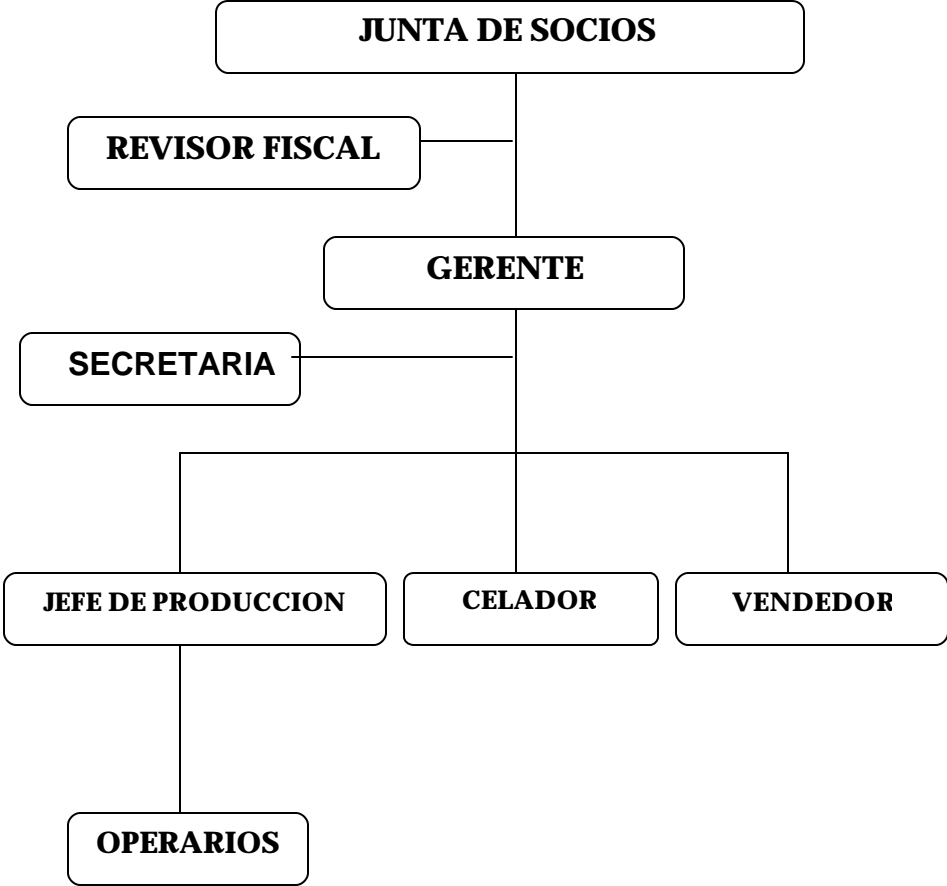 JUNTA DE SOCIOS
REVISOR FISCAL
GERENTE
SECRETARIA
JEFE DE PRODUCCION
CELADOR
VENDEDOR
OPERARIOS